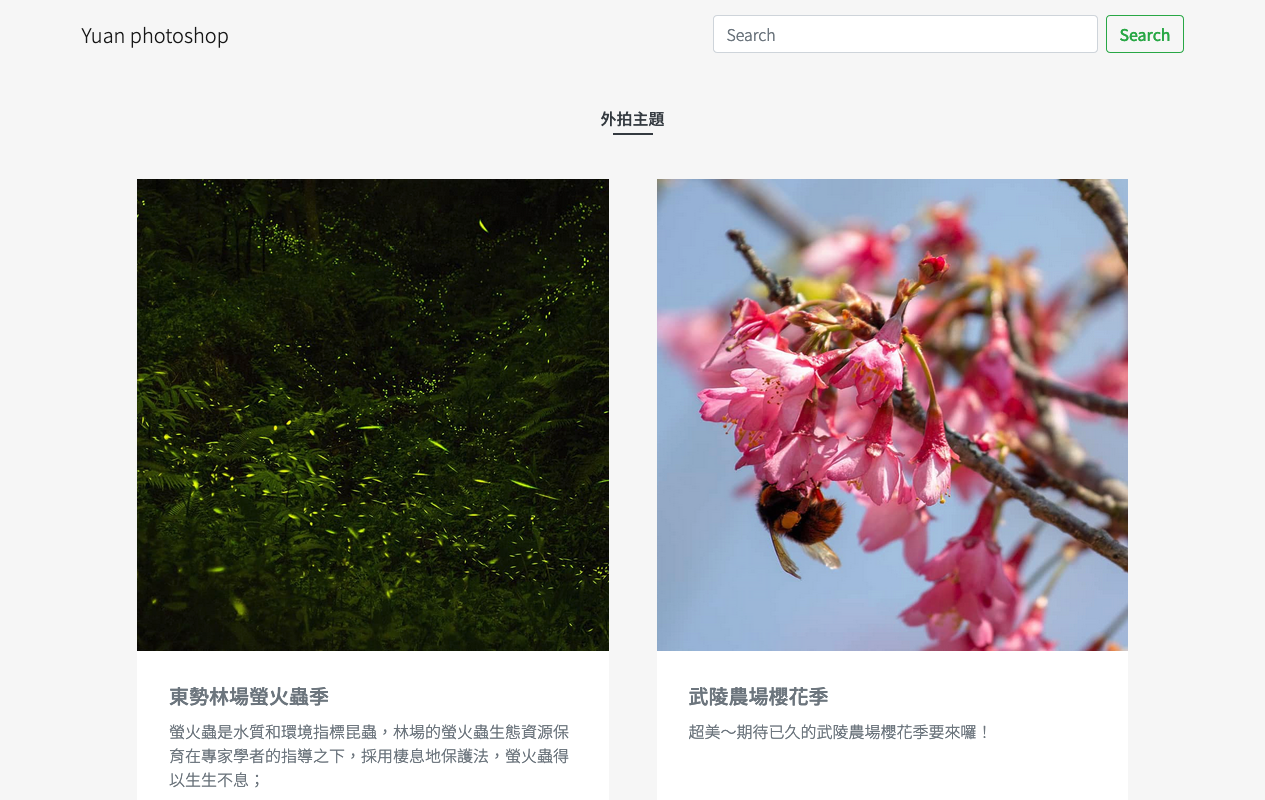 Yuan photoshop
Search
Search
外拍主題
東勢林場螢火蟲季
螢火蟲是水質和環境指標昆蟲，林場的螢火蟲生態資源保
育在專家學者的指導之下，採用棲息地保護法，螢火蟲得
以生生不息；
武陵農場櫻花季
超美～期待已久的武陵農場櫻花季要來囉！